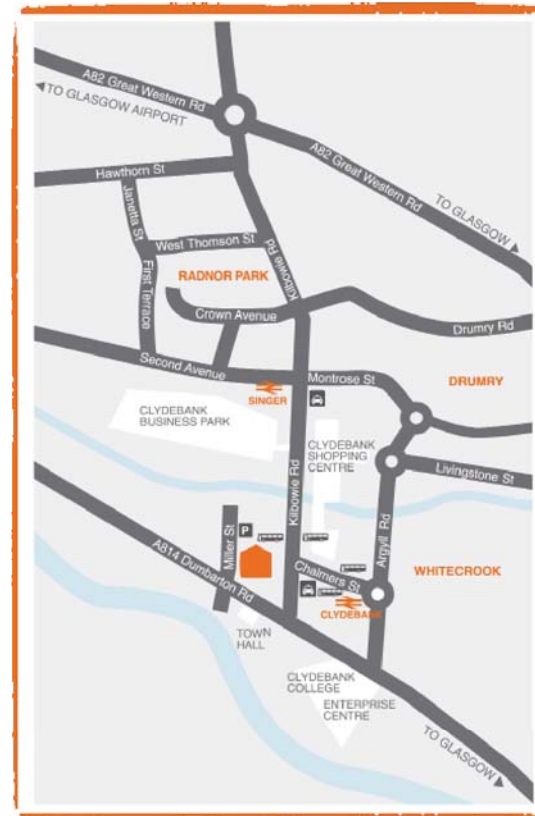 A82 Great Western Rd
TO GLASGOW AIRPORT
A82 Great Western Rd
TO GLASGOW
Hawthorn St
Janetta St
West Thomson St
Kilbowie Rd
RADNOR PARK
First Terrace
Crown Avenue
Drumry Rd
Second Avenue
Montrose St
DRUMRY
SINGER
CLYDEBANK
BUSINESS PARK
CLYDEBANK
SHOPPING
CENTRE
Livingstone St
Kilbowie Rd
Argyll Rd
Miller St
P
A814 Dumbarton Rd
Chalmers St
WHITECROOK
CLYDEBANK
TOWN
HALL
CLYDEBANK
COLLEGE
ENTERPRISE
CENTRE
TO GLASGOW